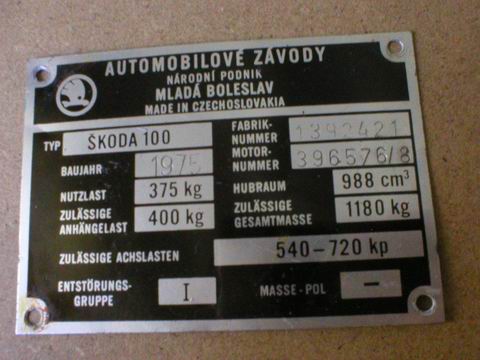 AUTOMOBILOVÉ ZÁVODY
NÁRODNÍ PODNIK
MLADÁ BOLESLAV
MADE IN CZECHOSLOVAKIA
TYP ŠKODA 100
FABRIK-NUMMER 1392421
BAUJAHR 1975
MOTOR-NUMMER 396576/8
NUTZLAST 375 kg
HUBRAUM 988 cm³
ZULÄSSIGE ANHÄNGELAST 400 kg
ZULÄSSIGE GESAMTMASSE 1180 kg
ZULÄSSIGE ACHSLASTEN 540-720 kp
ENTSTÖRUNGS-GRUPPE I
MASSE-POL –